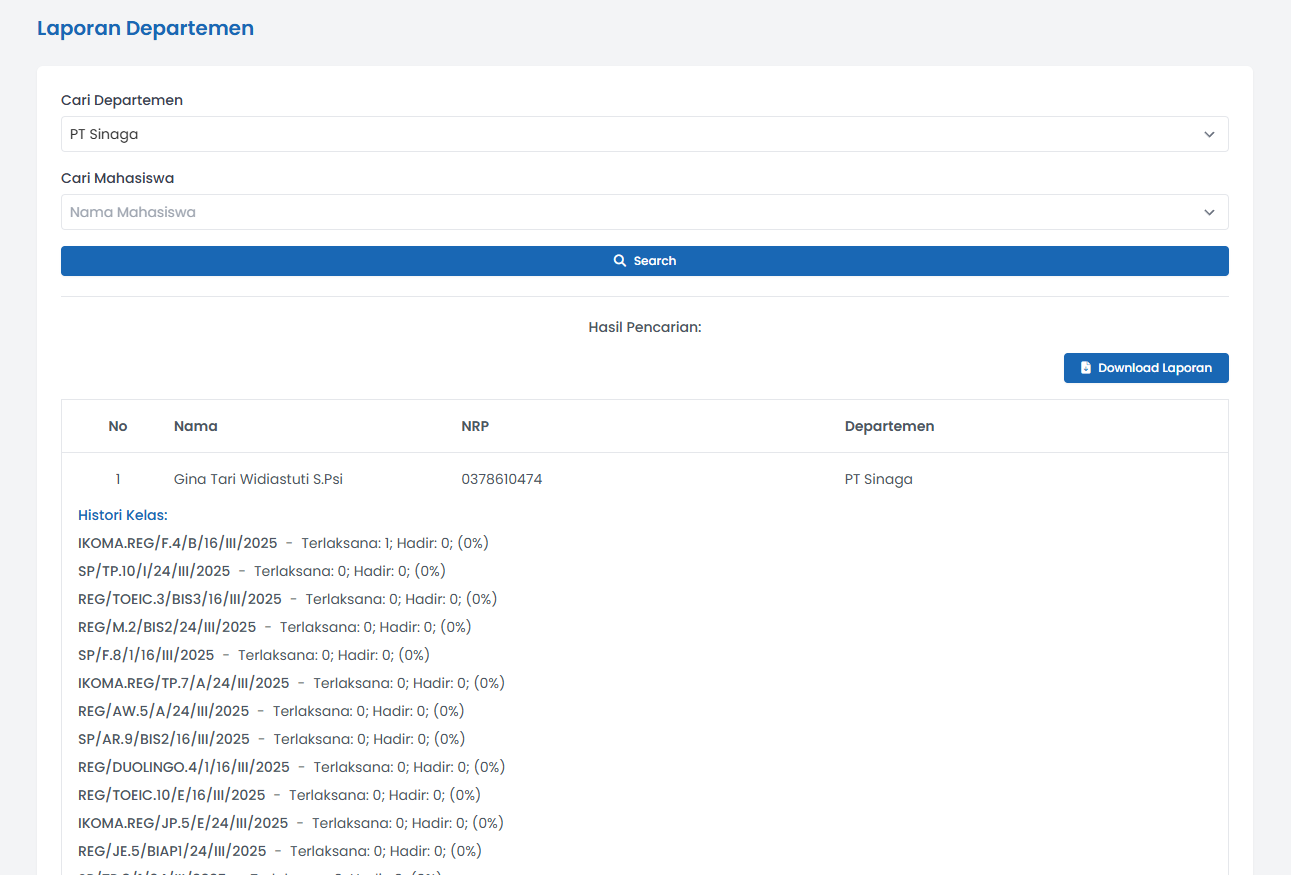 Laporan Departemen
Cari Departemen
PT Sinaga
Cari Mahasiswa
Nama Mahasiswa
Search
Hasil Pencarian:
Download Laporan
No Nama NRP Departemen
1 Gina Tari Widiastuti S.Psi 0378610474 PT Sinaga
Histori Kelas:
IKOMA.REG/F.4/B/16/III/2025 - Terlaksana: 1; Hadir: 0; (0%)
SP/TP.10/I/24/III/2025 - Terlaksana: 0; Hadir: 0; (0%)
REG/TOEIC.3/BIS3/16/III/2025 - Terlaksana: 0; Hadir: 0; (0%)
REG/M.2/BIS2/24/III/2025 - Terlaksana: 0; Hadir: 0; (0%)
SP/F.8/1/16/III/2025 - Terlaksana: 0; Hadir: 0; (0%)
IKOMA.REG/TP.7/A/24/III/2025 - Terlaksana: 0; Hadir: 0; (0%)
REG/AW.5/A/24/III/2025 - Terlaksana: 0; Hadir: 0; (0%)
SP/AR.9/BIS2/16/III/2025 - Terlaksana: 0; Hadir: 0; (0%)
REG/DUOLINGO.4/1/16/III/2025 - Terlaksana: 0; Hadir: 0; (0%)
REG/TOEIC.10/E/16/III/2025 - Terlaksana: 0; Hadir: 0; (0%)
IKOMA.REG/JP.5/E/24/III/2025 - Terlaksana: 0; Hadir: 0; (0%)
REG/JE.5/BIAP1/24/III/2025 - Terlaksana: 0; Hadir: 0; (0%)